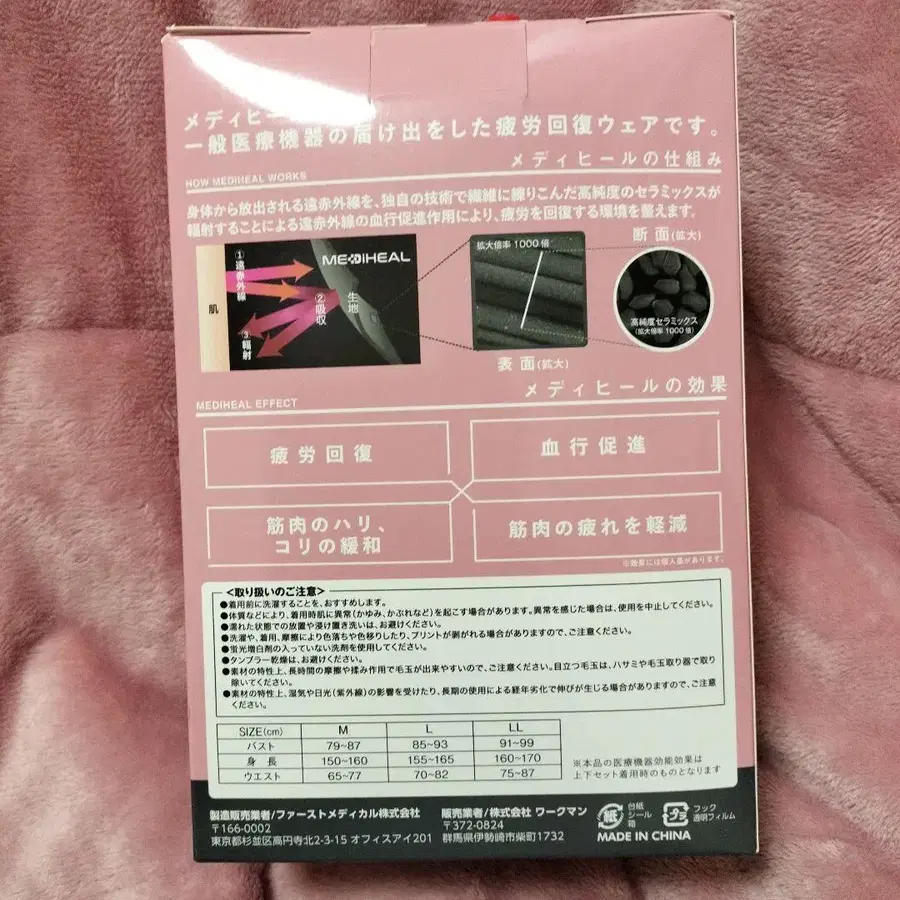 メディヒー
一般医療機器の届け出をした疲労回復ウェアです。
メディヒールの仕組み
HOW MEDIHEAL WORKS
身体から放出される遠赤外線を、独自の技術で繊維に練りこんだ高純度のセラミックスが
輻射することによる遠赤外線の血行促進作用により、疲労を回復する環境を整えます。
断面(拡大)
肌
①遠赤外線
②吸収
③輻射
生地
MEDIHEAL
拡大倍率 1000 倍
高純度セラミックス
(拡大倍率 1000 倍)
表面(拡大)
メディヒールの効果
MEDIHEAL EFFECT
疲労回復
血行促進
筋肉のハリ、
コリの緩和
筋肉の疲れを軽減
※効果には個人差があります。
<取り扱いのご注意>
●着用前に洗濯することを、おすすめします。
●体質などにより、着用時肌に異常(かゆみ、かぶれなど)を起こす場合があります。異常を感じた場合は、使用を中止してください。
●濡れた状態での放置や浸け置き洗いは、お避けください。
●洗濯や、着用、摩擦により色落ちや色移りしたり、プリントが剥がれる場合がありますので、ご注意ください。
●蛍光増白剤の入っていない洗剤を使用してください。
●タンブラー乾燥は、お避けください。
●素材の特性上、長時間の摩擦や揉み作用で毛玉が出来やすいので、ご注意ください。目立つ毛玉は、ハサミや毛玉取り器で取り
除いてください。
●素材の特性上、湿気や日光(紫外線)の影響を受けたり、長期の使用による経年劣化で伸びが生じる場合がありますので、ご注意
ください。
SIZE(cm) M L LL
バスト 79~87 85~93 91~99
身長 150~160 155~165 160~170
ウエスト 65~77 70~82 75~87
※本品の医療機器効能効果は
上下セット着用時のものとなります
製造販売業者/ファーストメディカル株式会社
〒166-0002
東京都杉並区高円寺北2-3-15 オフィスアイ201
販売業者/株式会社 ワークマン
〒372-0824
群馬県伊勢崎市柴町1732
紙
台紙
シール
箱
プラ
フック
透明フィルム
MADE IN CHINA